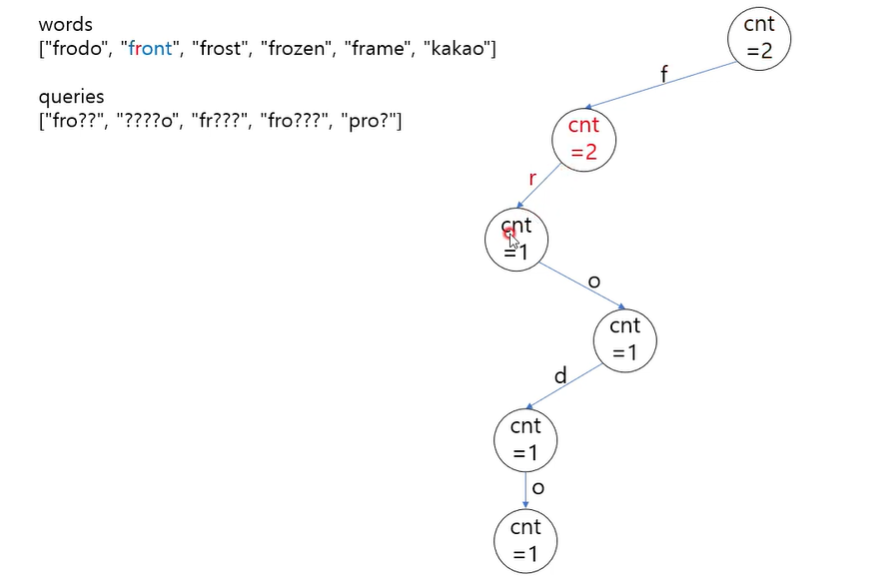 words
["frodo", "front", "frost", "frozen", "frame", "kakao"]
queries
["fro??", "????o", "fr???", "fro???", "pro?"]
cnt
=2
f
cnt
=2
r
cnt
=1
o
cnt
=1
d
cnt
=1
o
cnt
=1